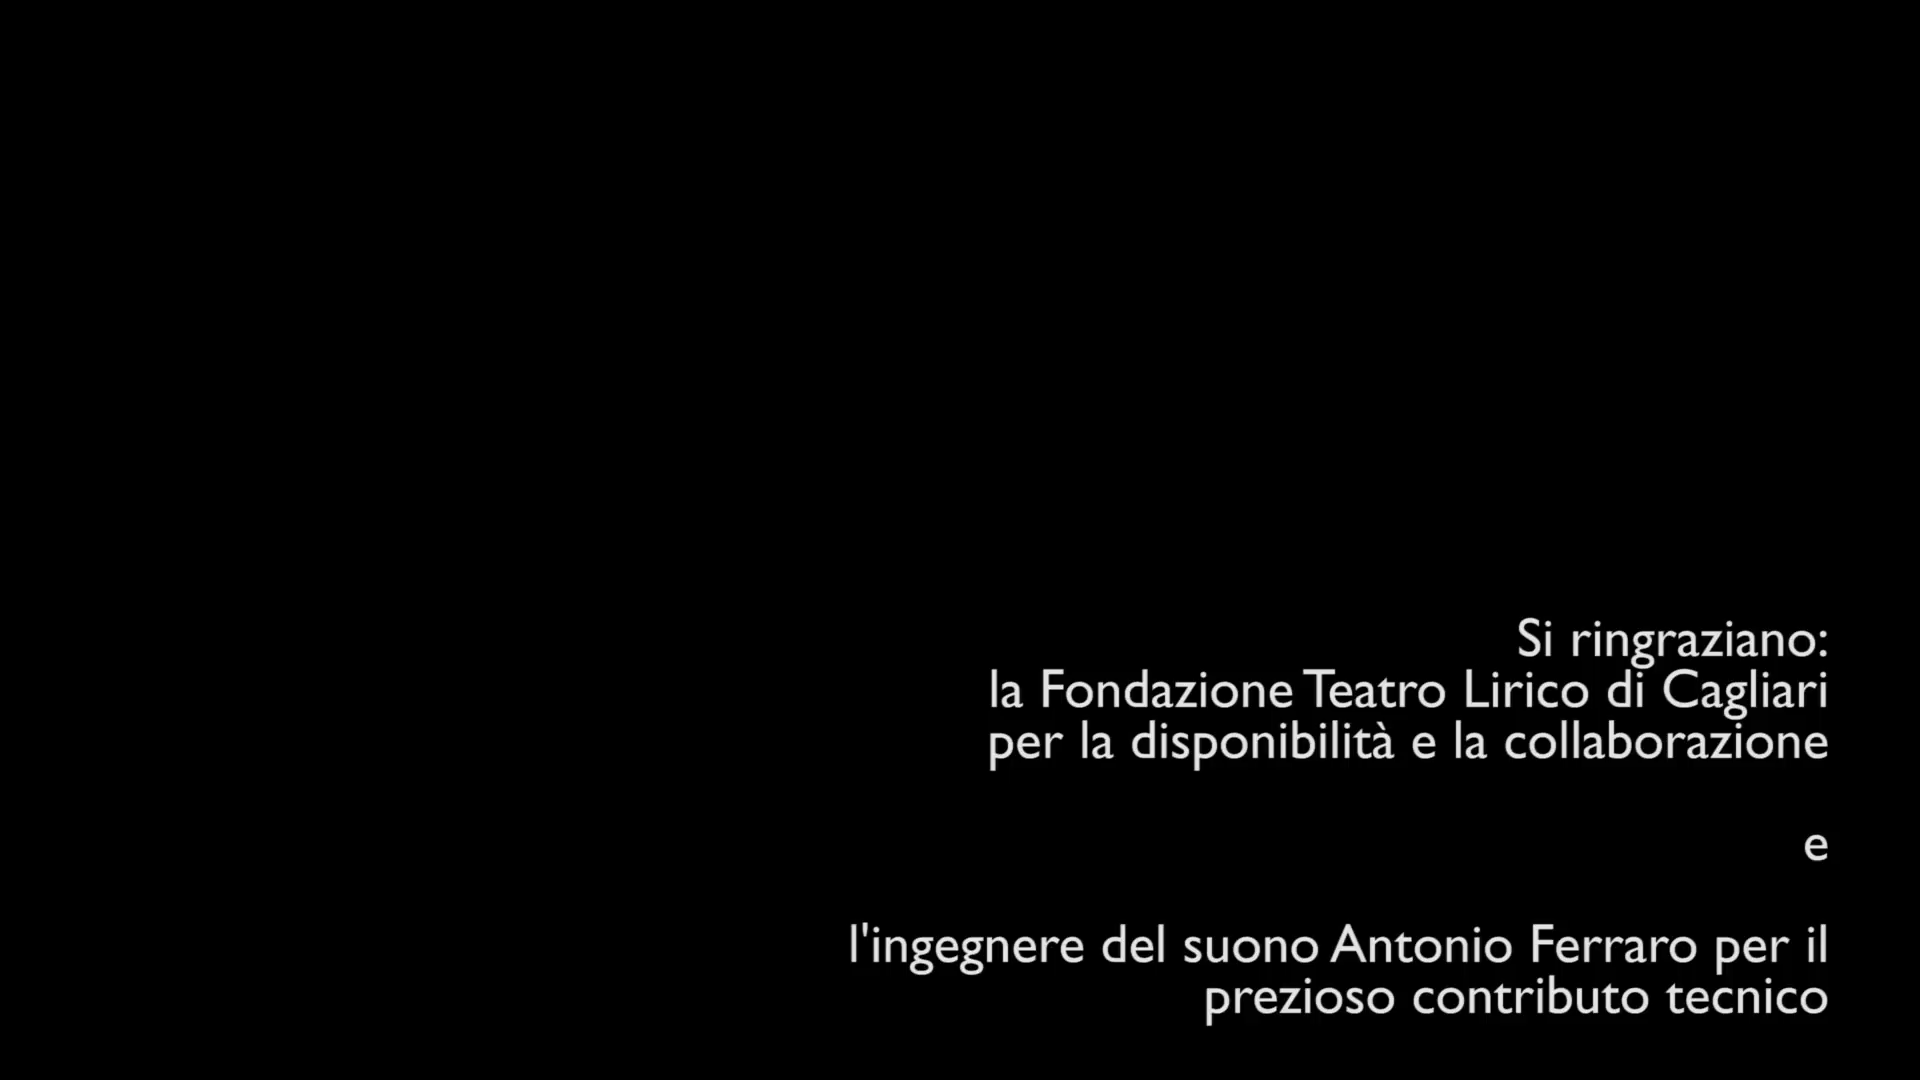 Si ringraziano:
la Fondazione Teatro Lirico di Cagliari
per la disponibilità e la collaborazione
e
l'ingegnere del suono Antonio Ferraro per il
prezioso contributo tecnico